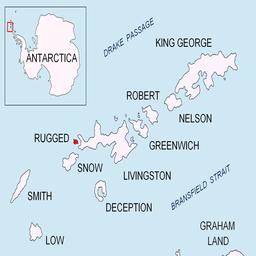 DRAKE PASSAGE
KING GEORGE
ANTARCTICA
ROBERT
NELSON
RUGGED
GREENWICH
SNOW
LIVINGSTON
BRANSFIELD STRAIT
SMITH
DECEPTION
LOW
GRAHAM
LAND